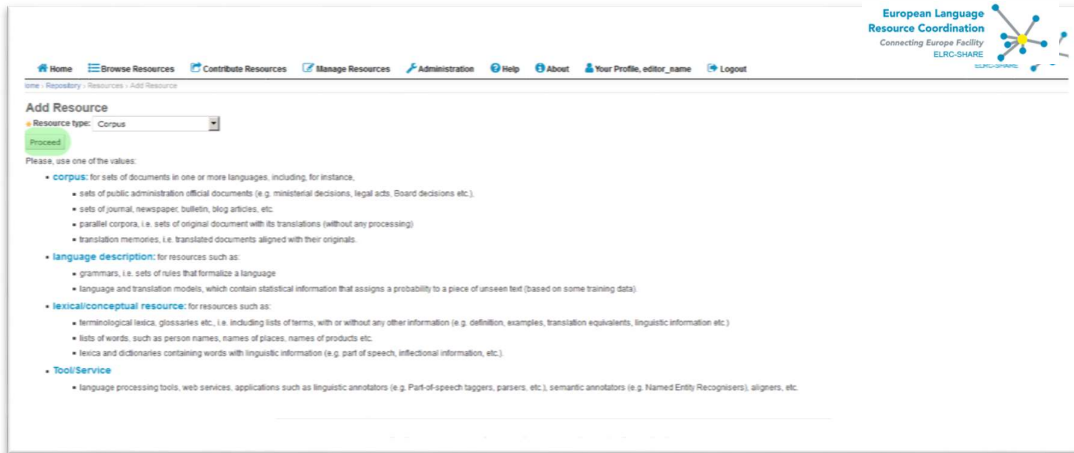 European Language
Resource Coordination
Connecting Europe Facility
ELRC-SHARE
ELRC-SHARE
Home Browse Resources Contribute Resources Manage Resources Administration Help About Your Profile, editor_name Logout
ome › Repository › Resources › Add Resource
Add Resource
Resource type: Corpus
Proceed
Please, use one of the values:
• corpus: for sets of documents in one or more languages, including, for instance,
▪ sets of public administration official documents (e.g. ministerial decisions, legal acts, Board decisions etc.),
▪ sets of journal, newspaper, bulletin, blog articles, etc.
▪ parallel corpora, i.e. sets of original document with its translations (without any processing)
▪ translation memories, i.e. translated documents aligned with their originals.
• language description: for resources such as:
▪ grammars, i.e. sets of rules that formalize a language
▪ language and translation models, which contain statistical information that assigns a probability to a piece of unseen text (based on some training data).
• lexical/conceptual resource: for resources such as:
▪ terminological lexica, glossaries etc., i.e. including lists of terms, with or without any other information (e.g. definition, examples, translation equivalents, linguistic information etc.)
▪ lists of words, such as person names, names of places, names of products etc.
▪ lexica and dictionaries containing words with linguistic information (e.g. part of speech, inflectional information, etc.).
• Tool/Service
▪ language processing tools, web services, applications such as linguistic annotators (e.g. Part-of-speech taggers, parsers, etc.), semantic annotators (e.g. Named Entity Recognisers), aligners, etc.